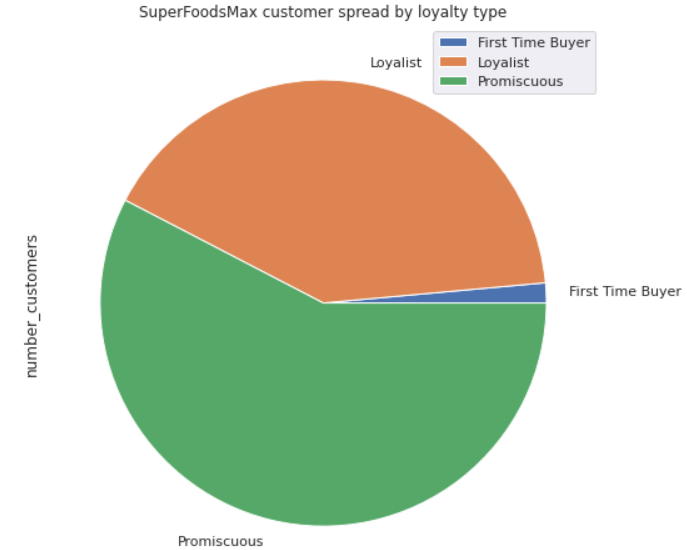 SuperFoodsMax customer spread by loyalty type
Loyalist
First Time Buyer
Loyalist
Promiscuous
number_customers
First Time Buyer
Promiscuous